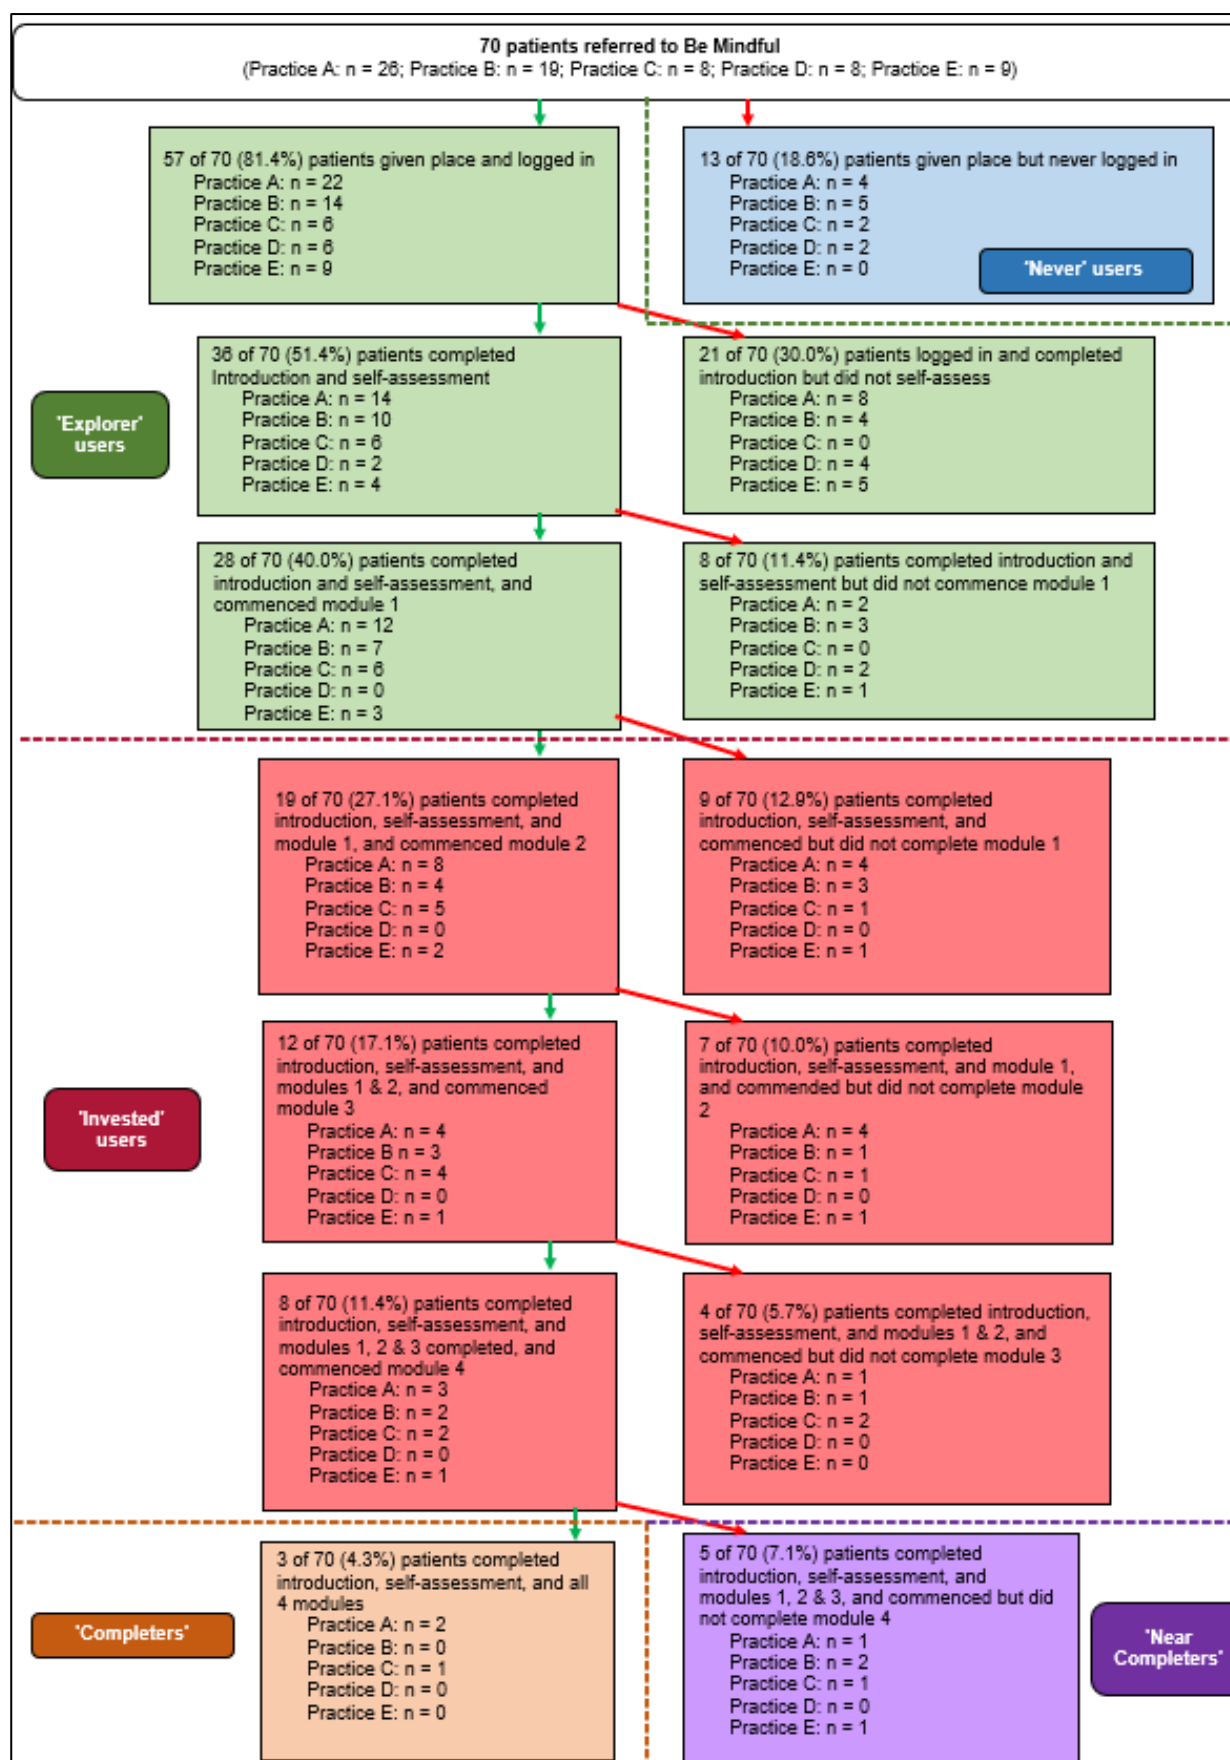 70 patients referred to Be Mindful
(Practice A: n = 26; Practice B: n = 19; Practice C: n = 8; Practice D: n = 8; Practice E: n = 9)
57 of 70 (81.4%) patients given place and logged in
Practice A: n = 22
Practice B: n = 14
Practice C: n = 6
Practice D: n = 6
Practice E: n = 9
13 of 70 (18.6%) patients given place but never logged in
Practice A: n = 4
Practice B: n = 5
Practice C: n = 2
Practice D: n = 2
Practice E: n = 0
'Never' users
'Explorer'
users
36 of 70 (51.4%) patients completed
Introduction and self-assessment
Practice A: n = 14
Practice B: n = 10
Practice C: n = 6
Practice D: n = 2
Practice E: n = 4
21 of 70 (30.0%) patients logged in and completed
introduction but did not self-assess
Practice A: n = 8
Practice B: n = 4
Practice C: n = 0
Practice D: n = 4
Practice E: n = 5
28 of 70 (40.0%) patients completed
introduction and self-assessment, and
commenced module 1
Practice A: n = 12
Practice B: n = 7
Practice C: n = 6
Practice D: n = 0
Practice E: n = 3
8 of 70 (11.4%) patients completed introduction and
self-assessment but did not commence module 1
Practice A: n = 2
Practice B: n = 3
Practice C: n = 0
Practice D: n = 2
Practice E: n = 1
19 of 70 (27.1%) patients completed
introduction, self-assessment, and
module 1, and commenced module 2
Practice A: n = 8
Practice B: n = 4
Practice C: n = 5
Practice D: n = 0
Practice E: n = 2
9 of 70 (12.9%) patients completed
introduction, self-assessment, and
commenced but did not complete module 1
Practice A: n = 4
Practice B: n = 3
Practice C: n = 1
Practice D: n = 0
Practice E: n = 1
'Invested'
users
12 of 70 (17.1%) patients completed
introduction, self-assessment, and
modules 1 & 2, and commenced
module 3
Practice A: n = 4
Practice B n = 3
Practice C: n = 4
Practice D: n = 0
Practice E: n = 1
7 of 70 (10.0%) patients completed
introduction, self-assessment, and module 1,
and commended but did not complete module
2
Practice A: n = 4
Practice B: n = 1
Practice C: n = 1
Practice D: n = 0
Practice E: n = 1
8 of 70 (11.4%) patients completed
introduction, self-assessment, and
modules 1, 2 & 3 completed, and
commenced module 4
Practice A: n = 3
Practice B: n = 2
Practice C: n = 2
Practice D: n = 0
Practice E: n = 1
4 of 70 (5.7%) patients completed introduction,
self-assessment, and modules 1 & 2, and
commenced but did not complete module 3
Practice A: n = 1
Practice B: n = 1
Practice C: n = 2
Practice D: n = 0
Practice E: n = 0
'Completers'
3 of 70 (4.3%) patients completed
introduction, self-assessment, and all
4 modules
Practice A: n = 2
Practice B: n = 0
Practice C: n = 1
Practice D: n = 0
Practice E: n = 0
5 of 70 (7.1%) patients completed
introduction, self-assessment, and
modules 1, 2 & 3, and commenced but did
not complete module 4
Practice A: n = 1
Practice B: n = 2
Practice C: n = 1
Practice D: n = 0
Practice E: n = 1
'Near
Completers'